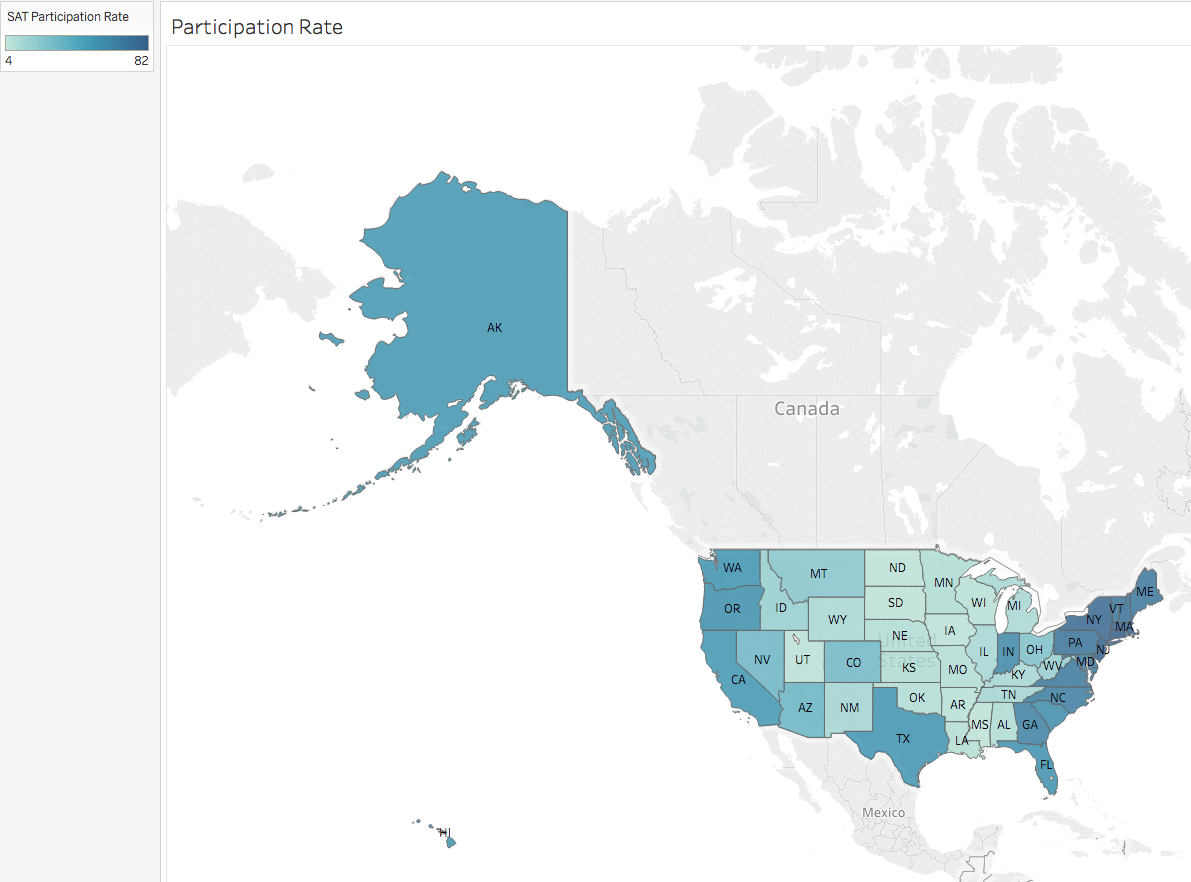 SAT Participation Rate
4 82
Participation Rate
AK
Canada
WA
MT
ND
MN
OR
ID
WY
SD
WI
MI
ME
VT
NY
MA
NE
IA
PA
NJ
United
States
NV
UT
CO
KS
MO
IL
IN
OH
WV
MD
KY
CA
AZ
NM
OK
AR
TN
NC
TX
LA
MS
AL
GA
FL
Mexico
HI